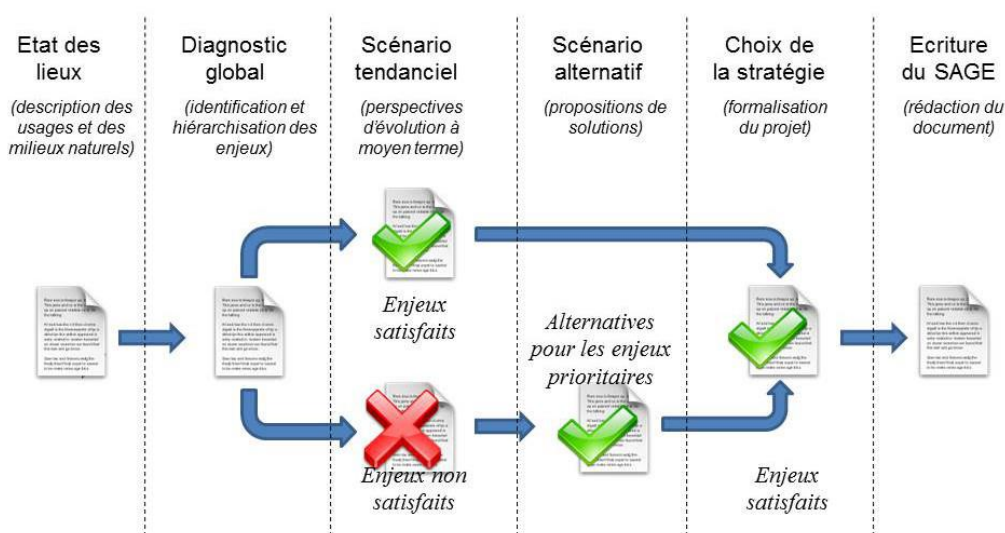 Etat des
lieux
(description des
usages et des
milieux naturels)
Diagnostic
global
(identification et
hiérarchisation des
enjeux)
Scénario
tendanciel
(perspectives
d'évolution à
moyen terme)
Scénario
alternatif
(propositions de
solutions)
Choix de
la stratégie
(formalisation
du projet)
Ecriture
du SAGE
(rédaction du
document)
Enjeux
satisfaits
Enjeux non
satisfaits
Alternatives
pour les enjeux
prioritaires
Enjeux
satisfaits